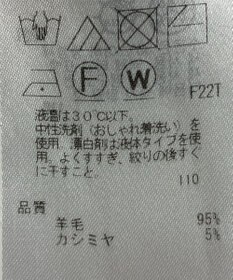 F W F22T
液温は30℃以下。
中性洗剤（おしゃれ着洗い）を
使用、漂白剤は液体タイプを使
用。よくすすぎ、絞りの後すぐ
に干すこと。
110
品質
羊毛 95%
カシミヤ 5%